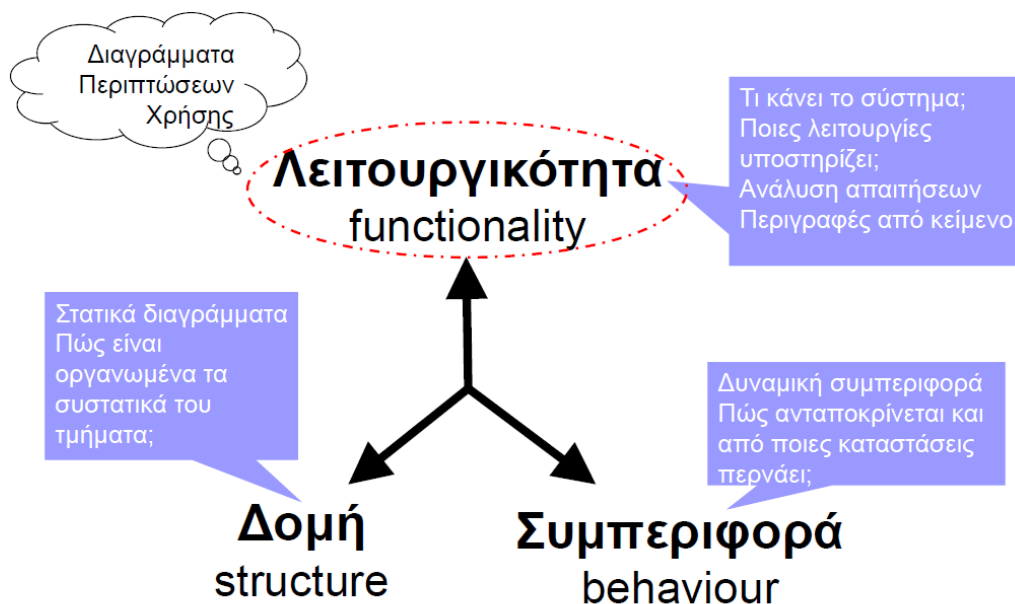 Διαγράμματα
Περιπτώσεων
Χρήσης
Λειτουργικότητα
functionality
Τι κάνει το σύστημα;
Ποιες λειτουργίες
υποστηρίζει;
Ανάλυση απαιτήσεων
Περιγραφές από κείμενο
Στατικά διαγράμματα
Πώς είναι
οργανωμένα τα
συστατικά του
τμήματα;
Δυναμική συμπεριφορά
Πώς ανταποκρίνεται και
από ποιες καταστάσεις
περνάει;
Δομή
structure
Συμπεριφορά
behaviour